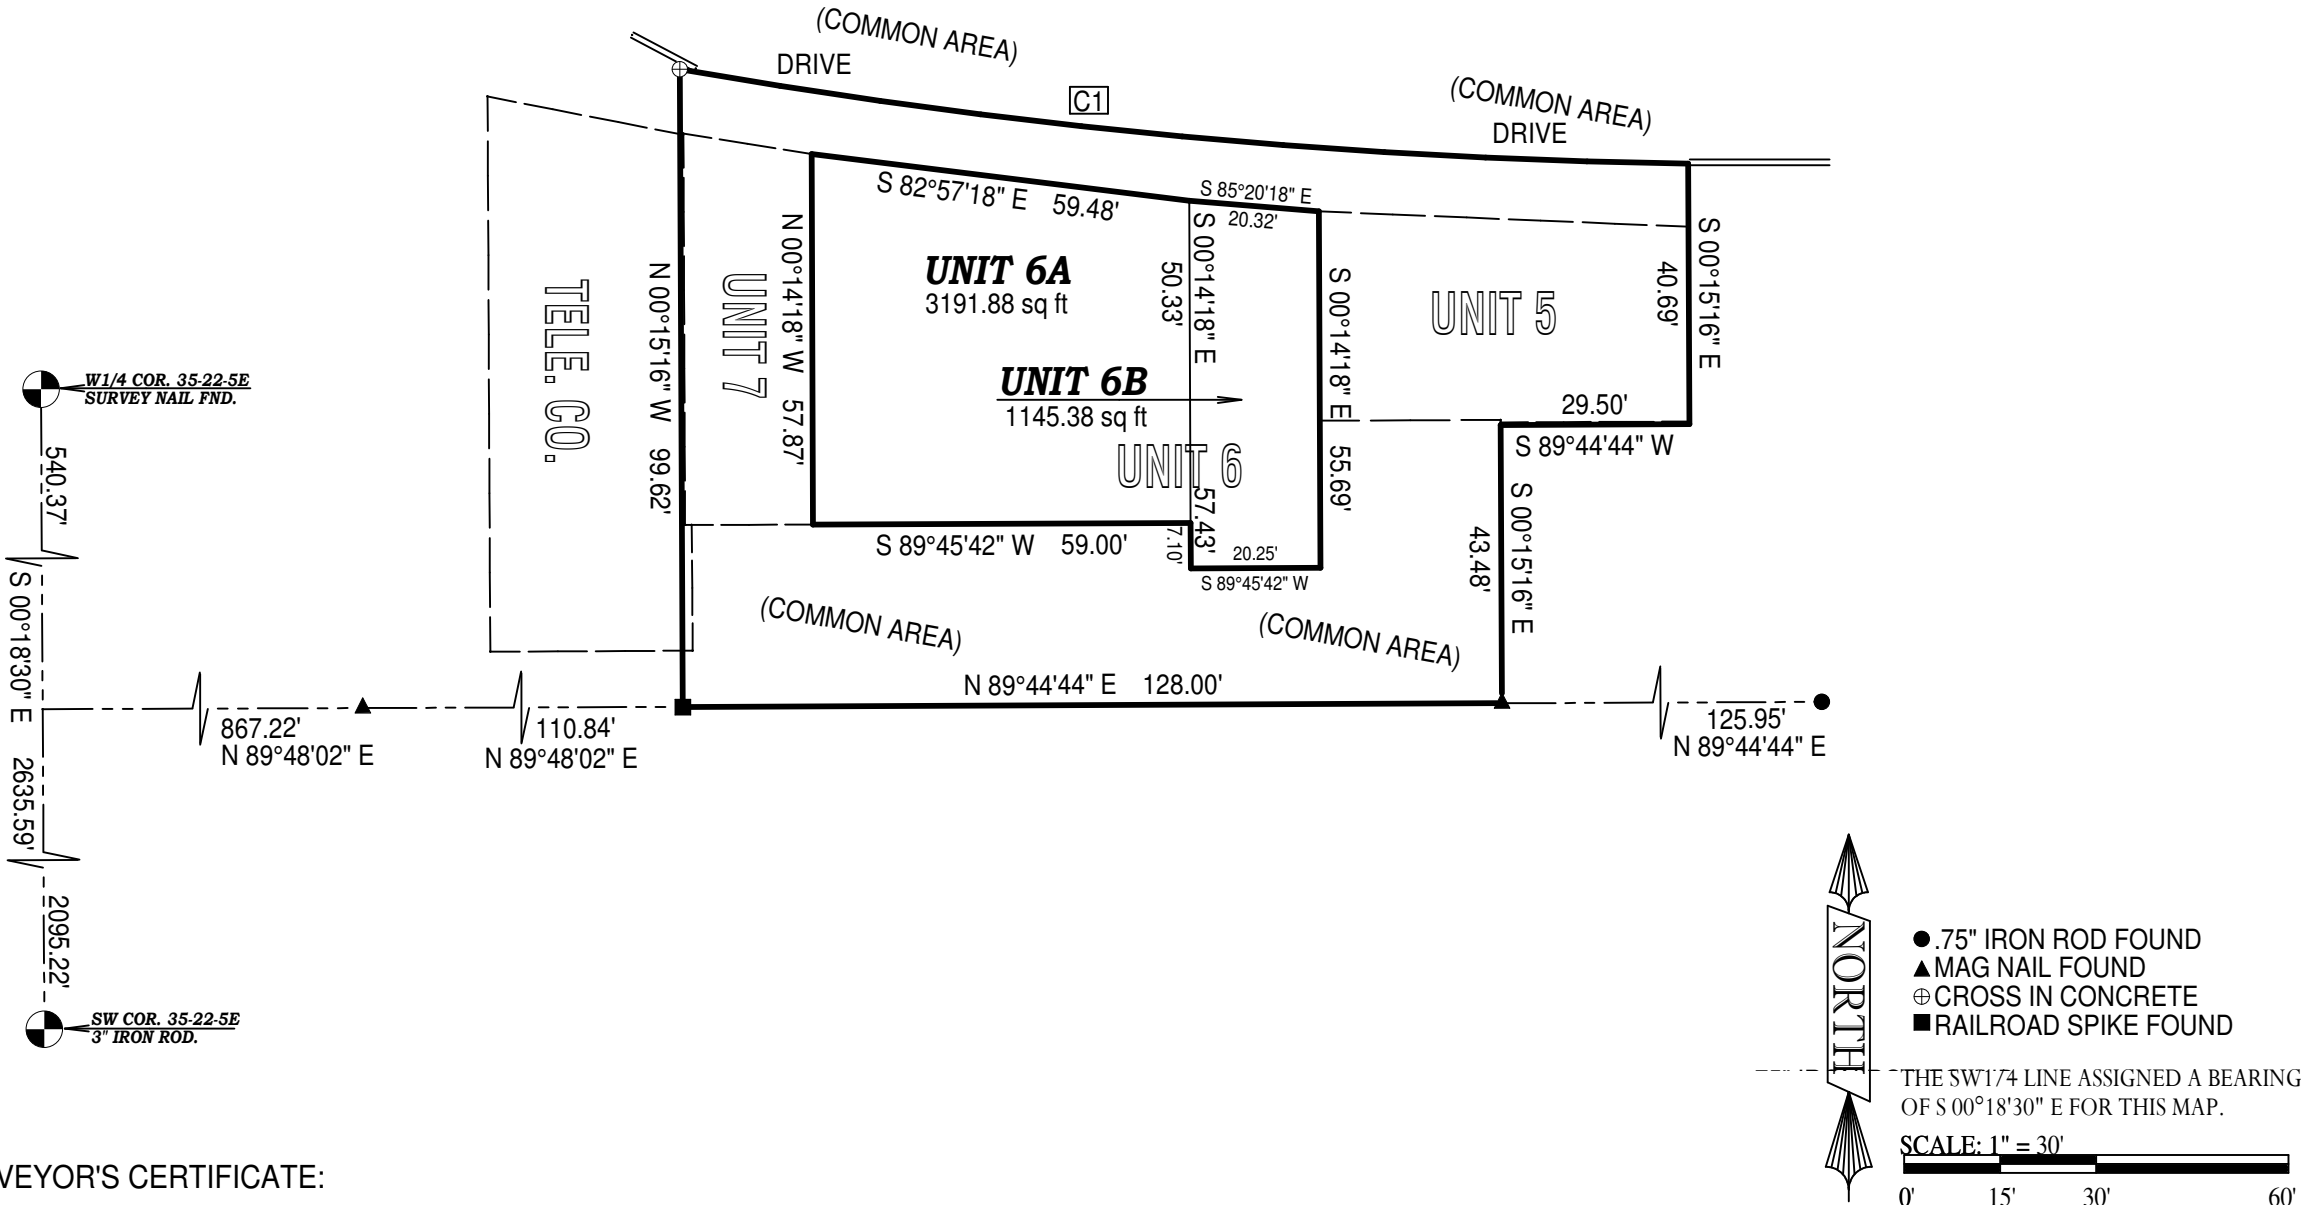 (COMMON AREA)
DRIVE
C1
(COMMON AREA)
DRIVE
S 82°57'18" E 59.48'
S 85°20'18" E
20.32'
N 00°14'18" W 57.87'
UNIT 6A
3191.88 sq ft
50.33'
S 00°14'18" E
57.43'
UNIT 6B
1145.38 sq ft
UNIT 6
S 00°14'18" E 55.69'
UNIT 5
40.69'
S 00°15'16" E
29.50'
S 89°44'44" W
TELE. CO.
N 00°15'16" W 99.62'
UNIT 7
S 89°45'42" W 59.00'
7.10'
20.25'
S 89°45'42" W
43.48'
S 00°15'16" E
(COMMON AREA)
(COMMON AREA)
N 89°44'44" E 128.00'
W1/4 COR. 35-22-5E
SURVEY NAIL FND.
540.37'
S 00°18'30" E 2635.59'
2095.22'
SW COR. 35-22-5E
3" IRON ROD.
867.22'
N 89°48'02" E
110.84'
N 89°48'02" E
125.95'
N 89°44'44" E
NORTH
.75" IRON ROD FOUND
MAG NAIL FOUND
CROSS IN CONCRETE
RAILROAD SPIKE FOUND
THE SW1/4 LINE ASSIGNED A BEARING
OF S 00°18'30" E FOR THIS MAP.
SCALE: 1" = 30'
0' 15' 30' 60'
VEYOR'S CERTIFICATE: